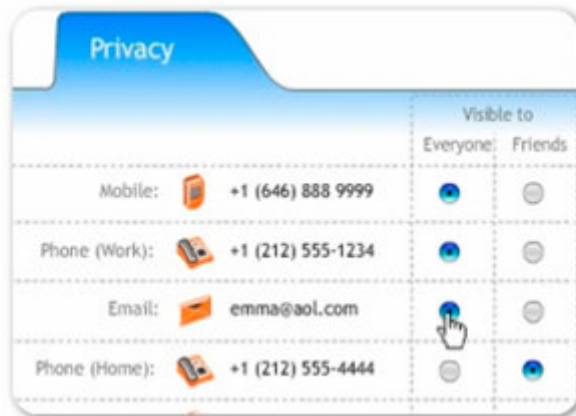 Privacy
Visible to
Everyone Friends
Mobile: +1 (646) 888 9999
Phone (Work): +1 (212) 555-1234
Email: emma@aol.com
Phone (Home): +1 (212) 555-4444